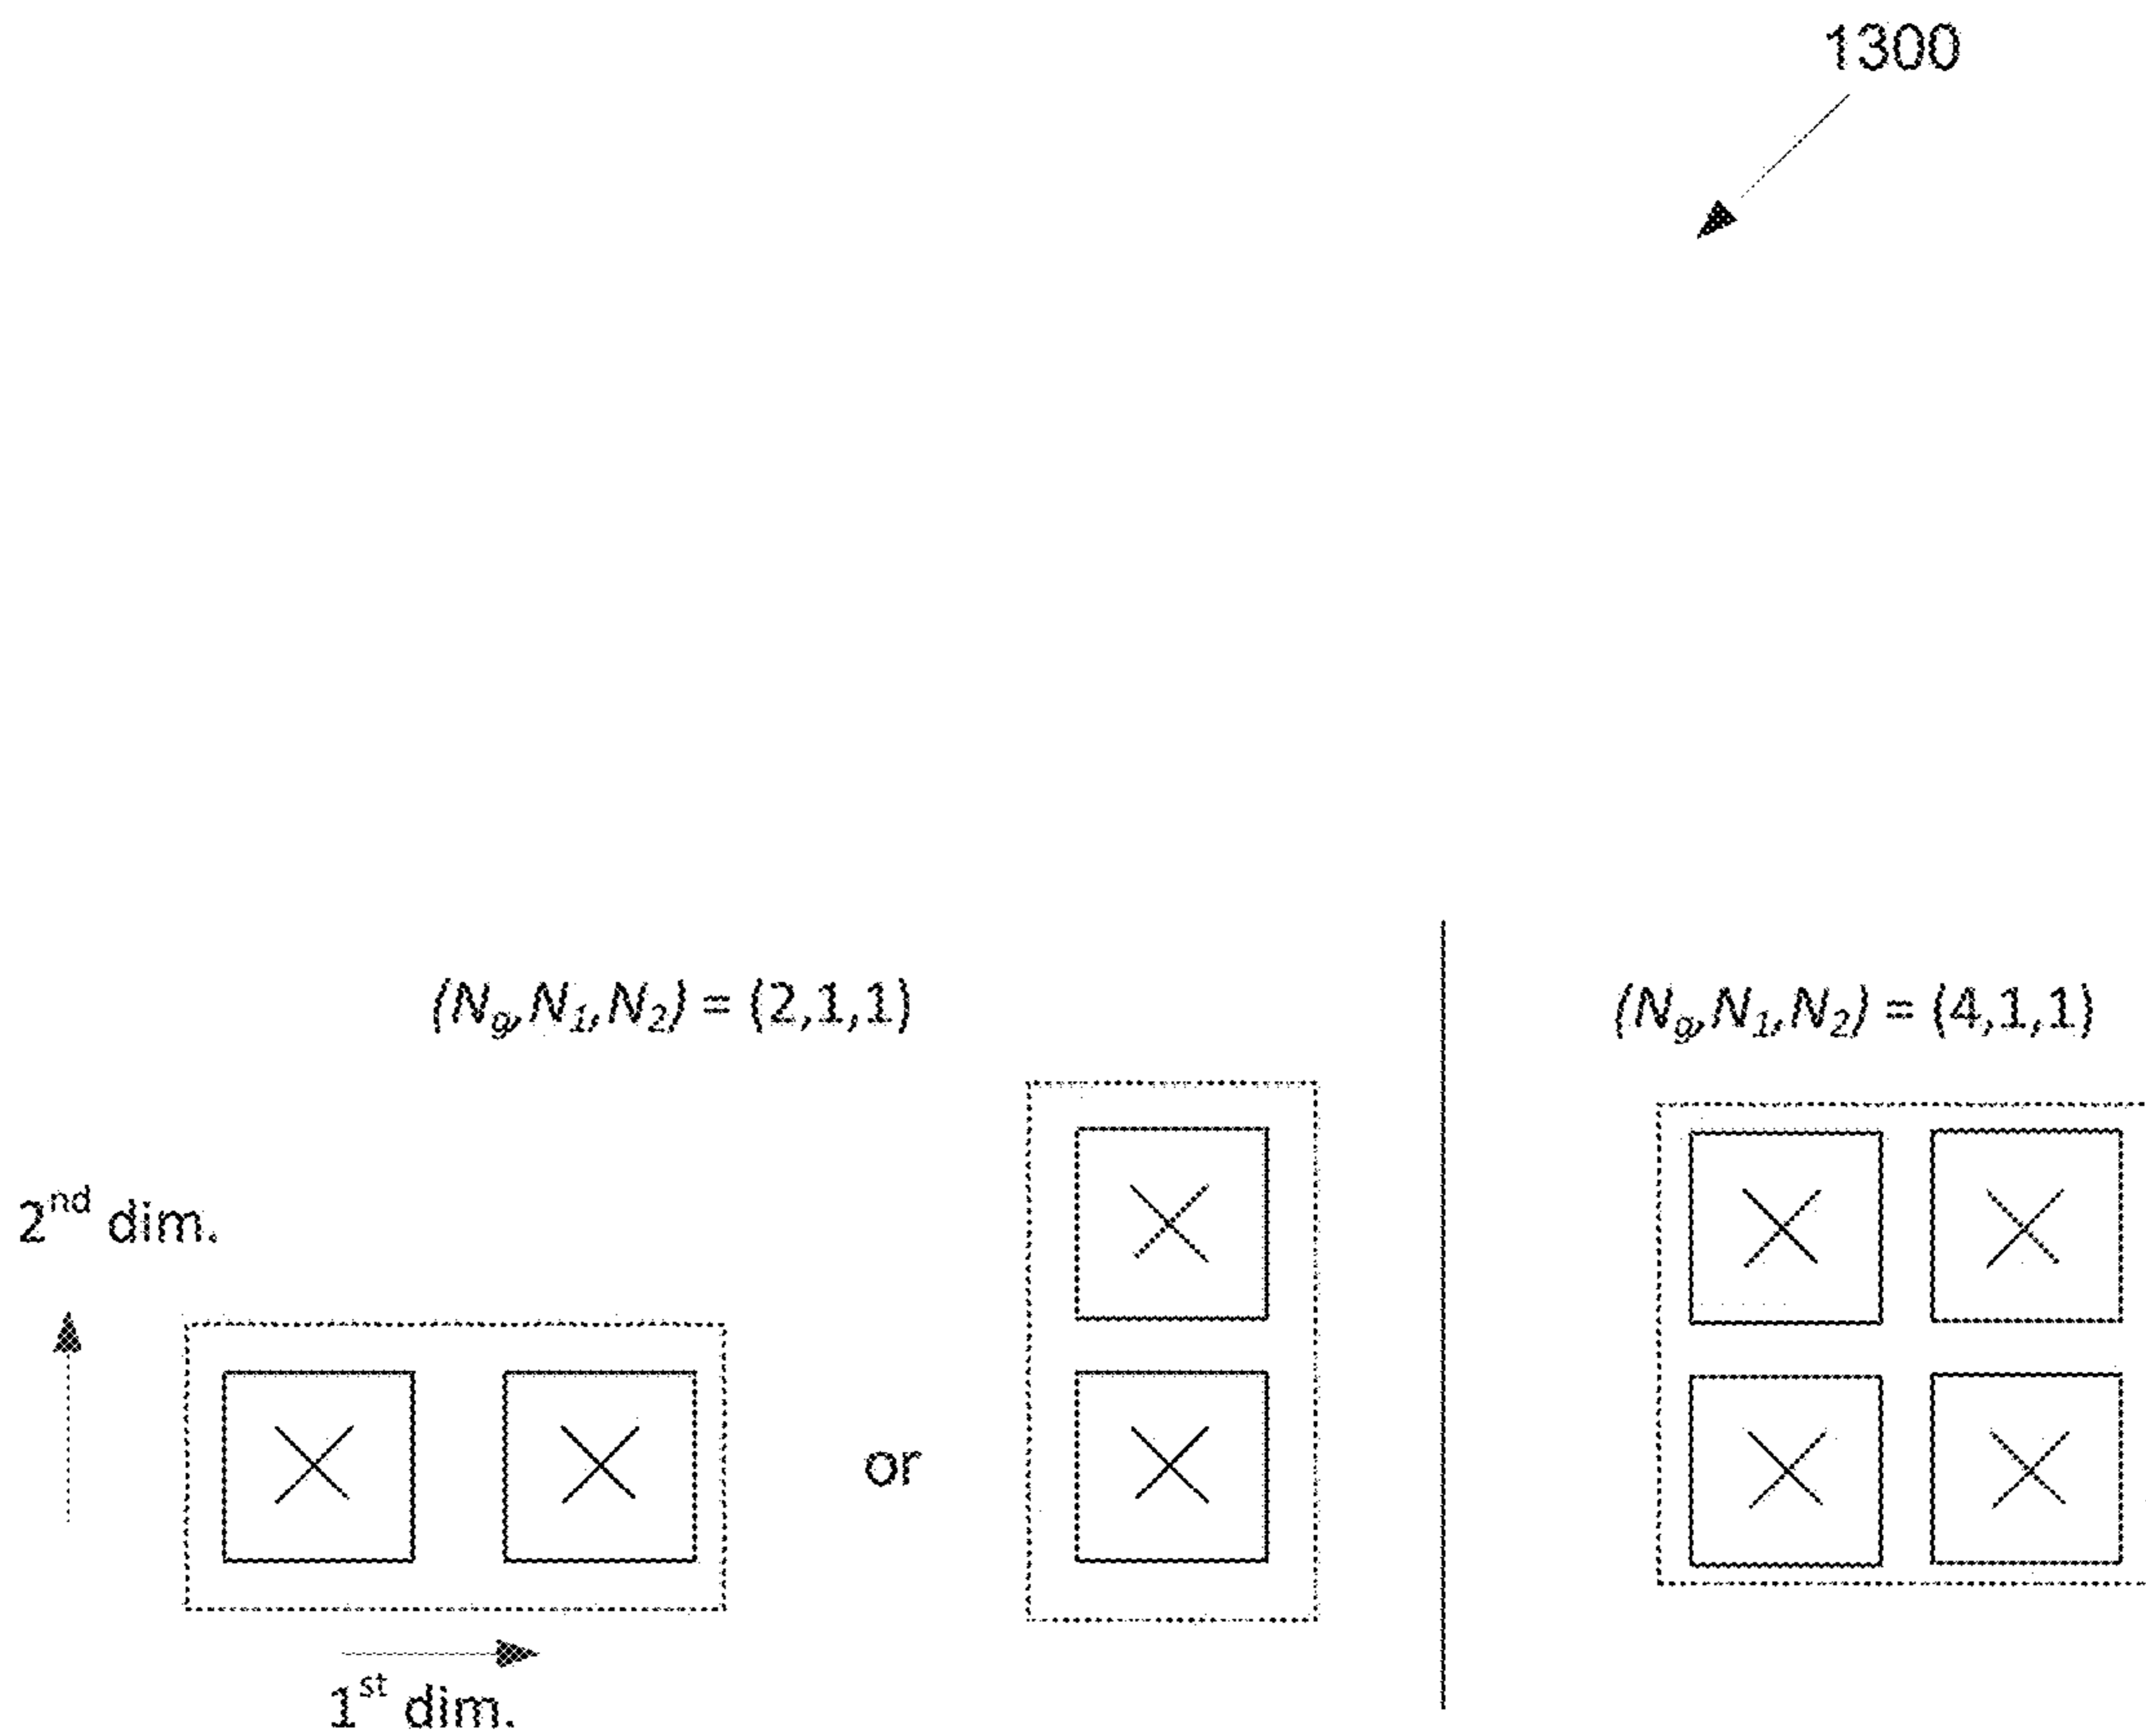 1300
(Ng,N1,N2) = (2,1,1)
(Ng,N1,N2) = (4,1,1)
2nd dim.
or
1st dim.